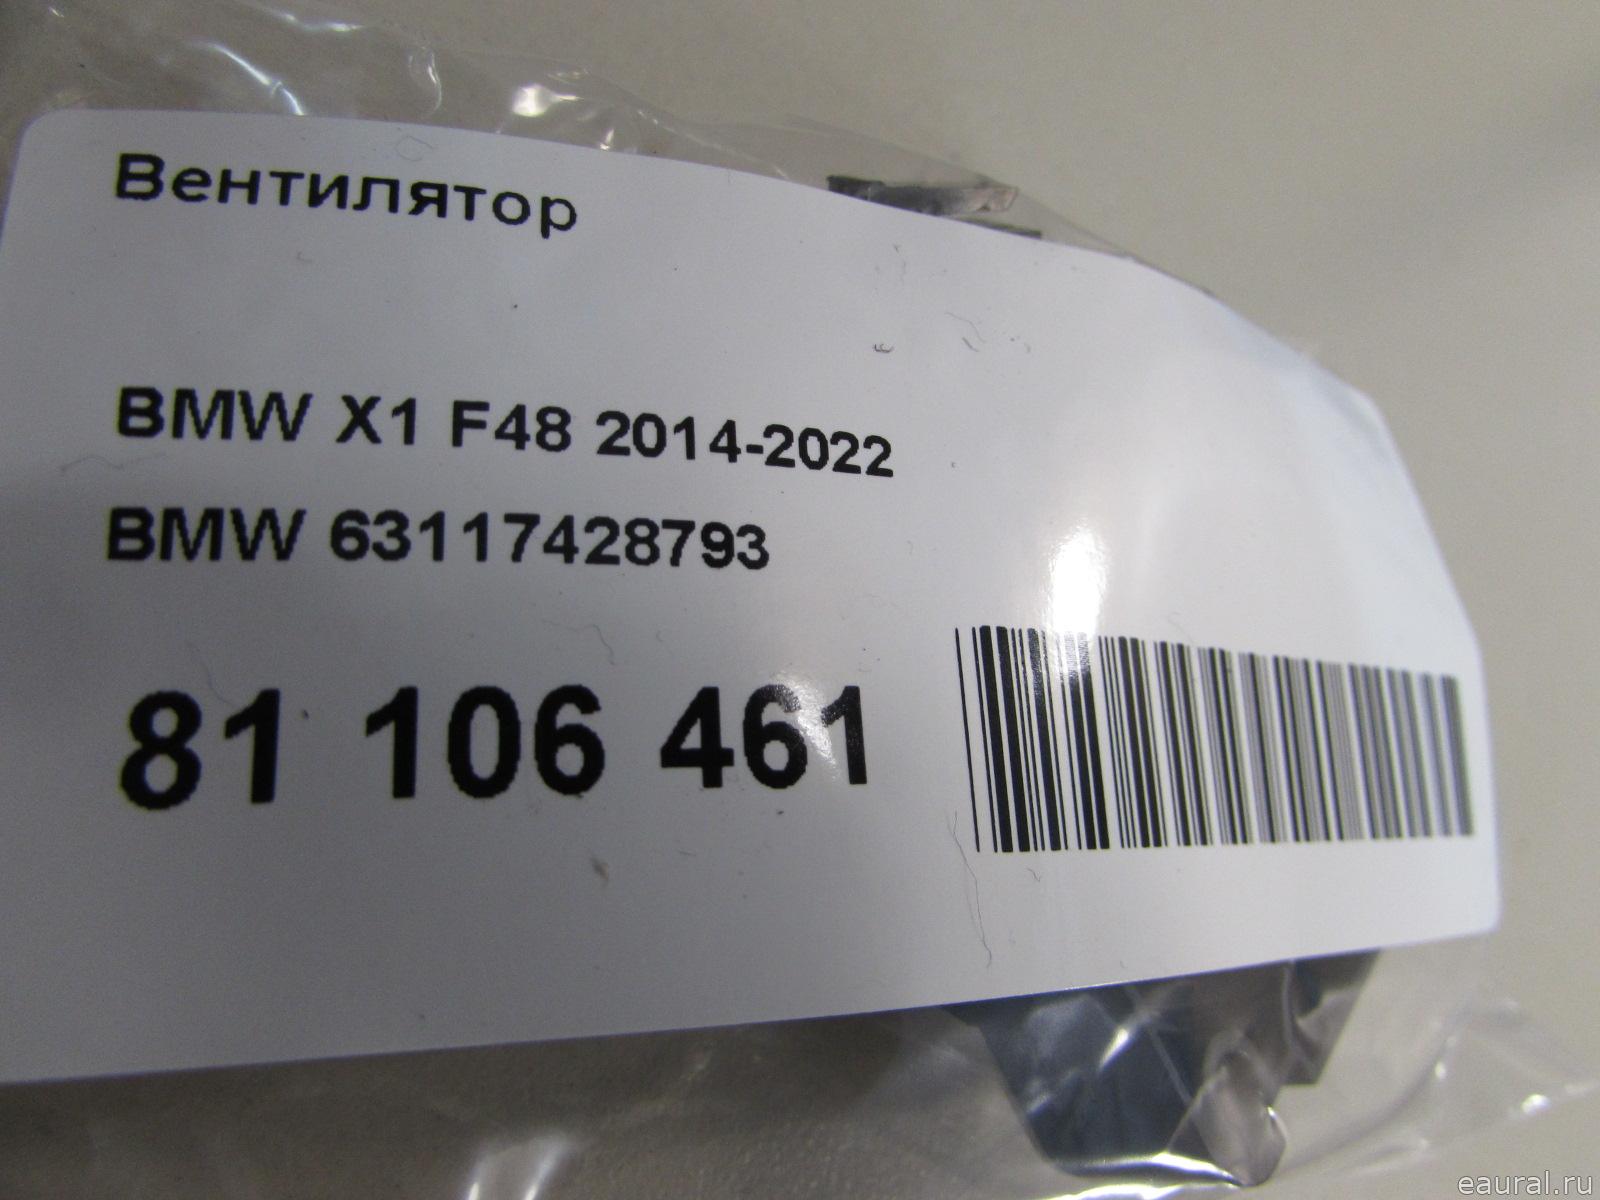 Вентилятор
BMW X1 F48 2014-2022
BMW 63117428793
81 106 461
eaural.ru